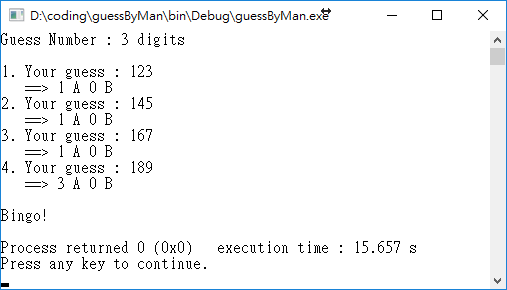 D:\coding\guessByMan\bin\Debug\guessByMan.exe
Guess Number : 3 digits
1. Your guess : 123
==> 1 A 0 B
2. Your guess : 145
==> 1 A 0 B
3. Your guess : 167
==> 1 A 0 B
4. Your guess : 189
==> 3 A 0 B
Bingo!
Process returned 0 (0x0)   execution time : 15.657 s
Press any key to continue.